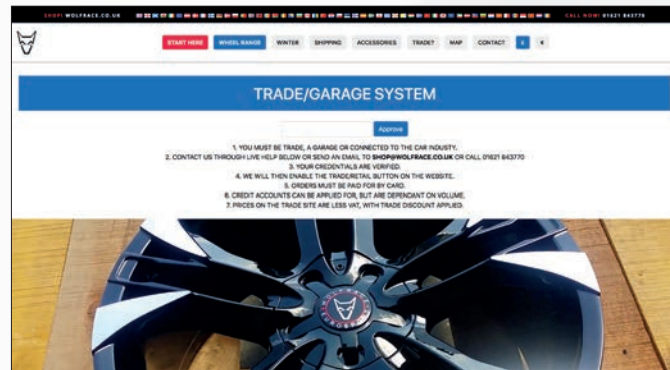 SHOP! WOLFRACE.CO.UK CALL NOW! 01621 843770
START HERE WHEEL RANGE WINTER SHIPPING ACCESSORIES TRADE? MAP CONTACT £ €
TRADE/GARAGE SYSTEM
Approve
1. YOU MUST BE TRADE, A GARAGE OR CONNECTED TO THE CAR INDUSTY.
2. CONTACT US THROUGH LIVE HELP BELOW OR SEND AN EMAIL TO SHOP@WOLFRACE.CO.UK OR CALL 01621 843770
3. YOUR CREDENTIALS ARE VERIFIED.
4. WE WILL THEN ENABLE THE TRADE/RETAIL BUTTON ON THE WEBSITE.
5. ORDERS MUST BE PAID FOR BY CARD.
6. CREDIT ACCOUNTS CAN BE APPLIED FOR, BUT ARE DEPENDANT ON VOLUME.
7. PRICES ON THE TRADE SITE ARE LESS VAT, WITH TRADE DISCOUNT APPLIED.
WOLFRACE